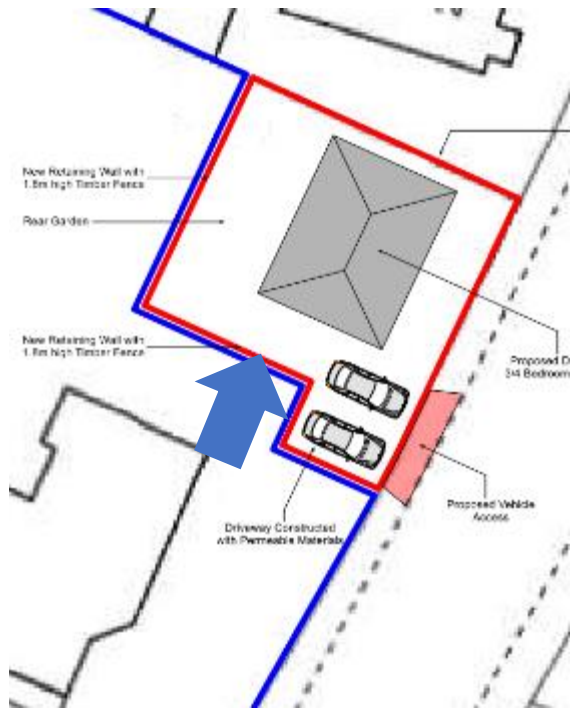 New Retaining Wall with
1.8m high Timber Fence
Rear Garden
New Retaining Wall with
1.8m high Timber Fence
Proposed D
3/4 Bedroom
Proposed Vehicle
Access
Driveway Constructed
with Permeable Materials